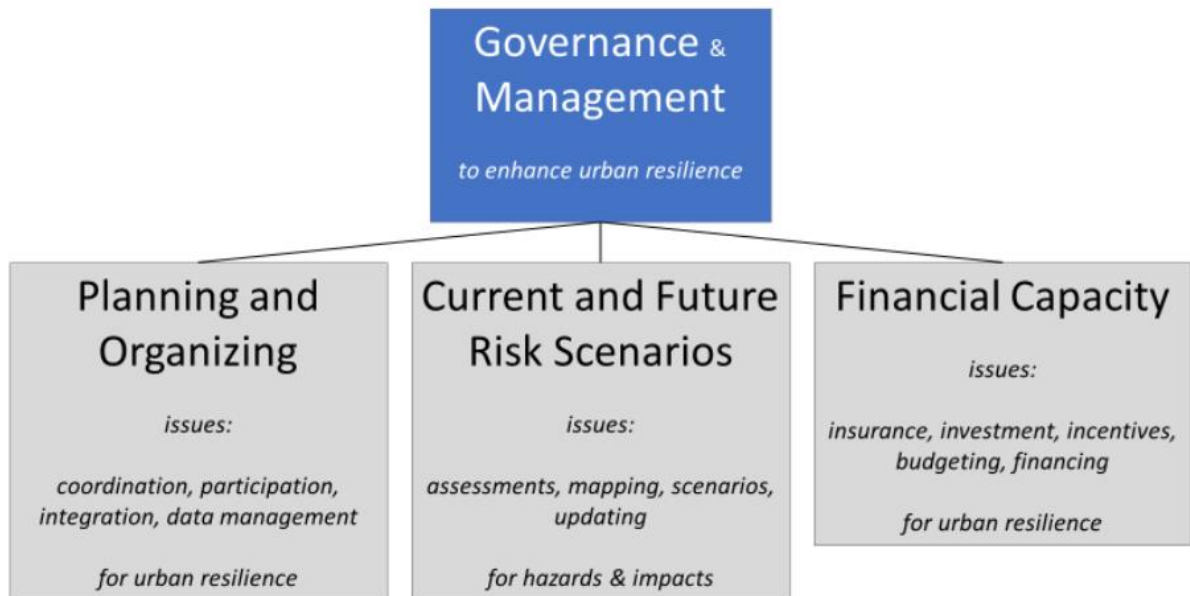 Governance &
Management
to enhance urban resilience
Planning and
Organizing
issues:
coordination, participation,
integration, data management
for urban resilience
Current and Future
Risk Scenarios
issues:
assessments, mapping, scenarios,
updating
for hazards & impacts
Financial Capacity
issues:
insurance, investment, incentives,
budgeting, financing
for urban resilience